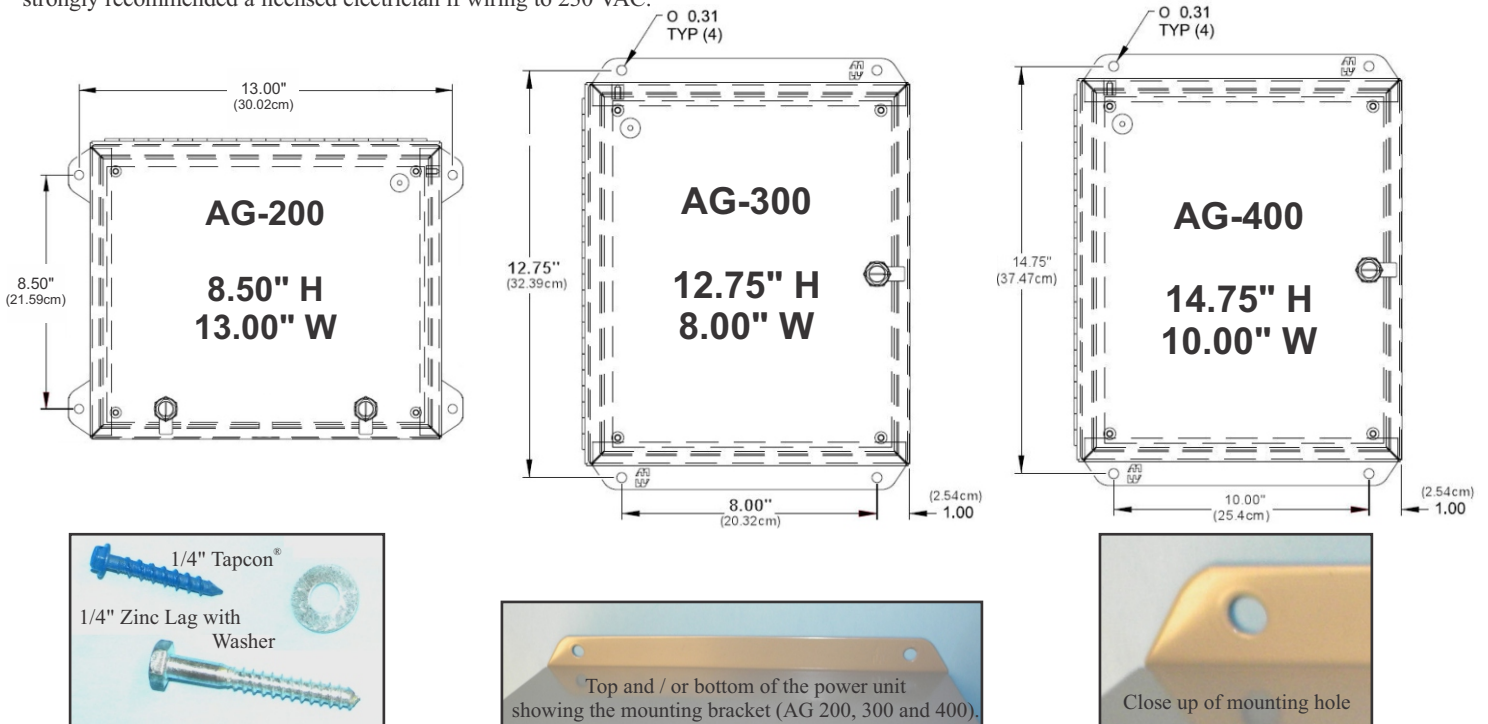 strongly recommended a licensed electrician if wiring to 230 VAC.
13.00"
(30.02cm)
8.50"
(21.59cm)
AG-200
8.50" H
13.00" W
O 0.31
TYP (4)
12.75"
(32.39cm)
AG-300
12.75" H
8.00" W
8.00"
(20.32cm)
(2.54cm)
1.00
O 0.31
TYP (4)
14.75"
(37.47cm)
AG-400
14.75" H
10.00" W
10.00"
(25.4cm)
(2.54cm)
1.00
1/4" Tapcon®
1/4" Zinc Lag with
Washer
Top and / or bottom of the power unit
showing the mounting bracket (AG 200, 300 and 400).
Close up of mounting hole